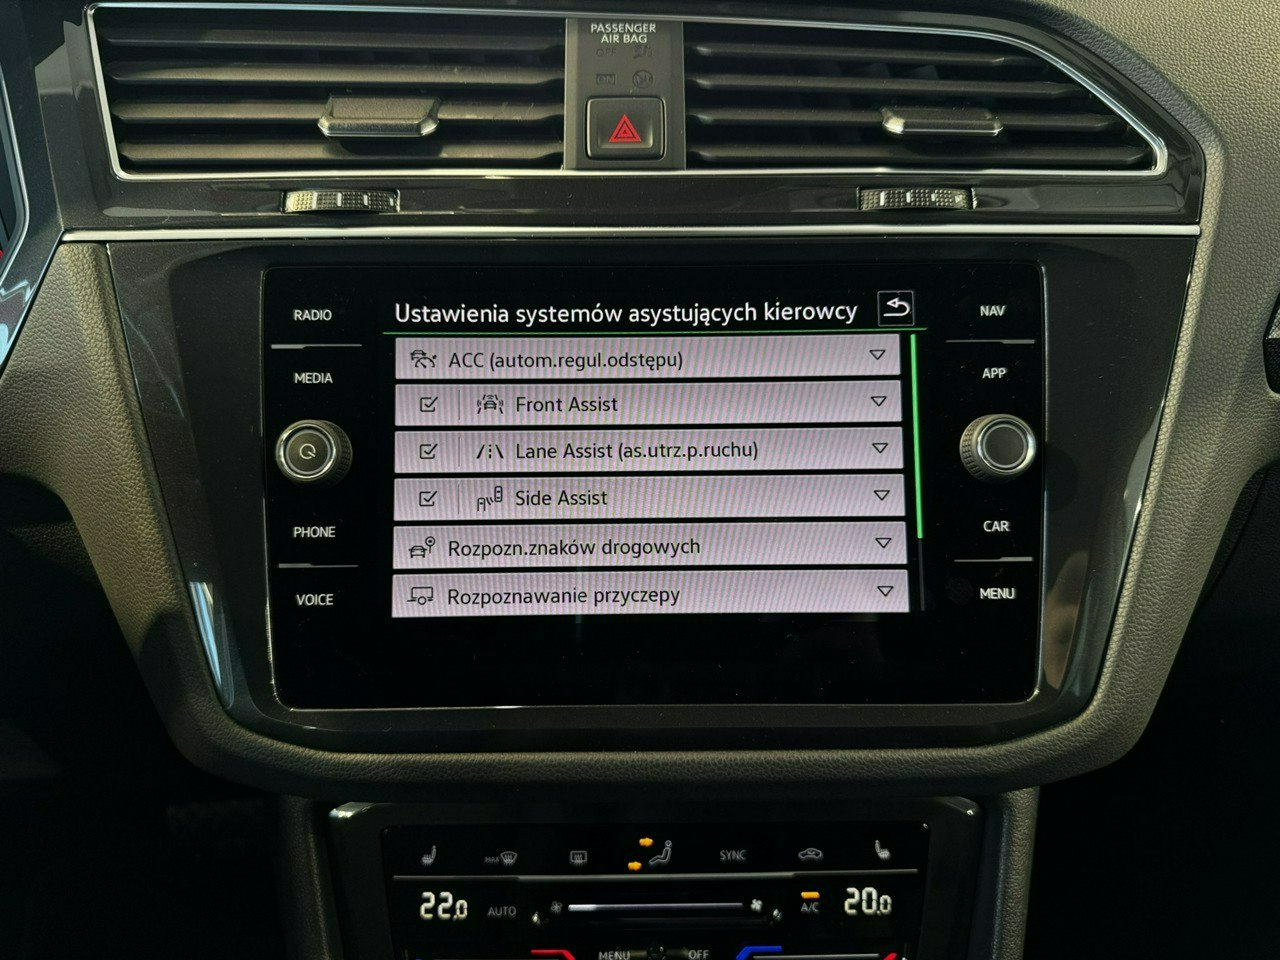 PASSENGER
AIR BAG
OFF
ON
RADIO
MEDIA
PHONE
VOICE
Ustawienia systemów asystujących kierowcy
ACC (autom.regul.odstępu)
Front Assist
Lane Assist (as.utrz.p.ruchu)
Side Assist
Rozpozn.znaków drogowych
Rozpoznawanie przyczepy
NAV
APP
CAR
MENU
MAX
SYNC
22.0
AUTO
A/C
20.0
MENU
OFF